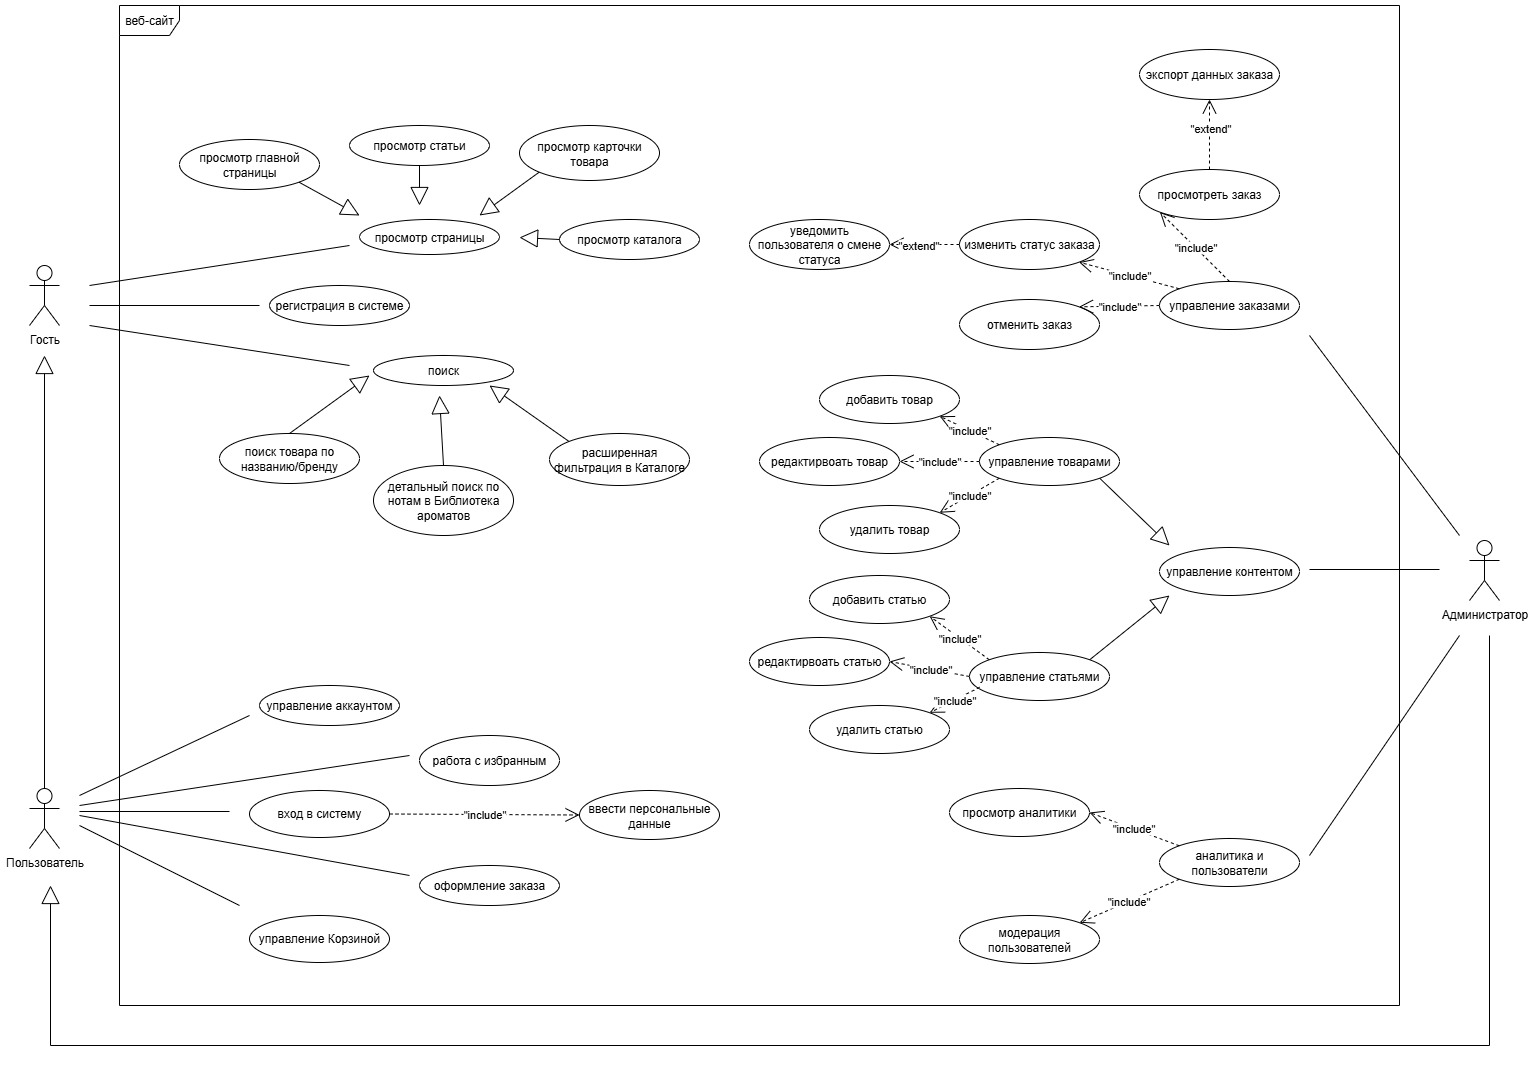 веб-сайт
экспорт данных заказа
"extend"
просмотр главной
страницы
просмотр статьи
просмотр карточки
товара
просмотреть заказ
просмотр страницы
просмотр каталога
уведомить
пользователя о смене
статуса
"extend"
изменить статус заказа
"include"
"include"
управление заказами
"include"
отменить заказ
регистрация в системе
Гость
поиск
поиск товара по
названию/бренду
детальный поиск по
нотам в Библиотека
ароматов
расширенная
фильтрация в Каталоге
добавить товар
"include"
редактирвоать товар
"include"
управление товарами
"include"
удалить товар
управление контентом
Администратор
добавить статью
"include"
редактирвоать статью
"include"
управление статьями
"include"
удалить статью
управление аккаунтом
работа с избранным
вход в систему
"include"
ввести персональные
данные
Пользователь
оформление заказа
управление Корзиной
просмотр аналитики
"include"
аналитика и
пользователи
"include"
модерация
пользователей